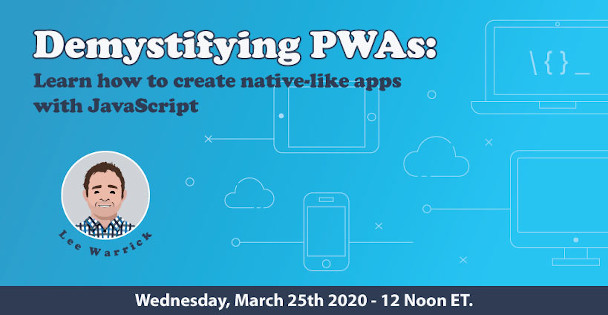 Demystifying PWAs:
Learn how to create native-like apps
with JavaScript
\{}_
Lee Warrick
Wednesday, March 25th 2020 - 12 Noon ET.